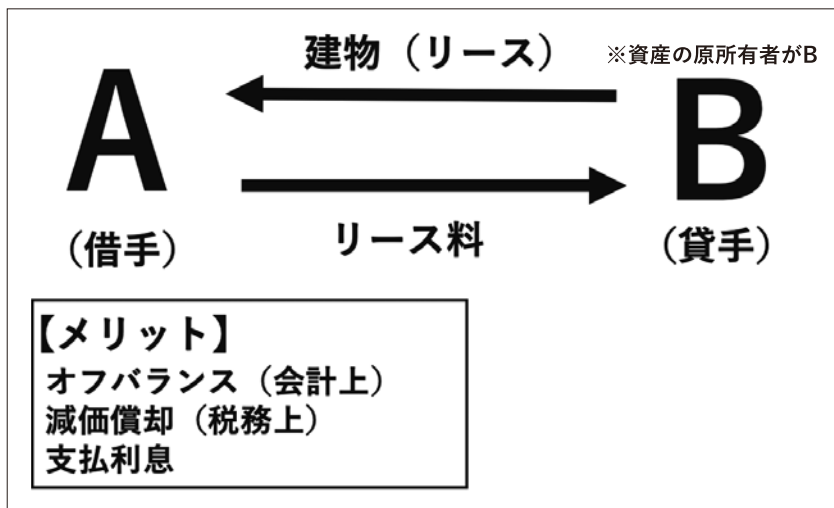 建物（リース）
※資産の原所有者がB
A
B
リース料
（借手）
（貸手）
【メリット】
オフバランス（会計上）
減価償却（税務上）
支払利息